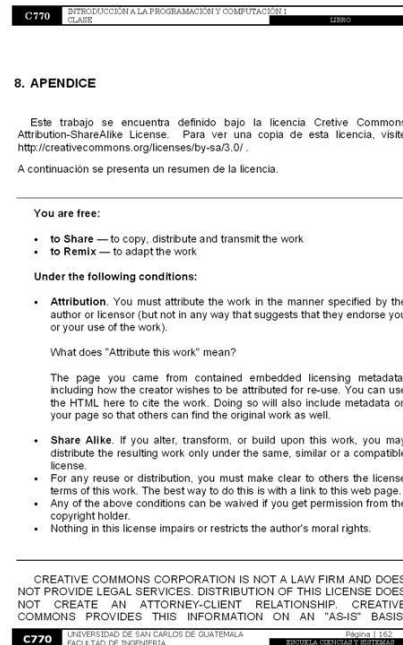 C770
INTRODUCCIÓN A LA PROGRAMACIÓN Y COMPUTACIÓN 1
CLASE
LIBRO
8. APENDICE
Este trabajo se encuentra definido bajo la licencia Cretive Commons
Attribution-ShareAlike License. Para ver una copia de esta licencia, visite
http://creativecommons.org/licenses/by-sa/3.0/ .
A continuación se presenta un resumen de la licencia.
You are free:
• to Share — to copy, distribute and transmit the work
• to Remix — to adapt the work
Under the following conditions:
• Attribution. You must attribute the work in the manner specified by the
author or licensor (but not in any way that suggests that they endorse you
or your use of the work).
What does "Attribute this work" mean?
The page you came from contained embedded licensing metadata,
including how the creator wishes to be attributed for re-use. You can use
the HTML here to cite the work. Doing so will also include metadata on
your page so that others can find the original work as well.
• Share Alike. If you alter, transform, or build upon this work, you may
distribute the resulting work only under the same, similar or a compatible
license.
• For any reuse or distribution, you must make clear to others the license
terms of this work. The best way to do this is with a link to this web page.
• Any of the above conditions can be waived if you get permission from the
copyright holder.
• Nothing in this license impairs or restricts the author's moral rights.
CREATIVE COMMONS CORPORATION IS NOT A LAW FIRM AND DOES
NOT PROVIDE LEGAL SERVICES. DISTRIBUTION OF THIS LICENSE DOES
NOT CREATE AN ATTORNEY-CLIENT RELATIONSHIP. CREATIVE
COMMONS PROVIDES THIS INFORMATION ON AN "AS-IS" BASIS.
C770
UNIVERSIDAD DE SAN CARLOS DE GUATEMALA
Página | 162
FACULTAD DE INGENIERÍA
ESCUELA CIENCIAS Y SISTEMAS